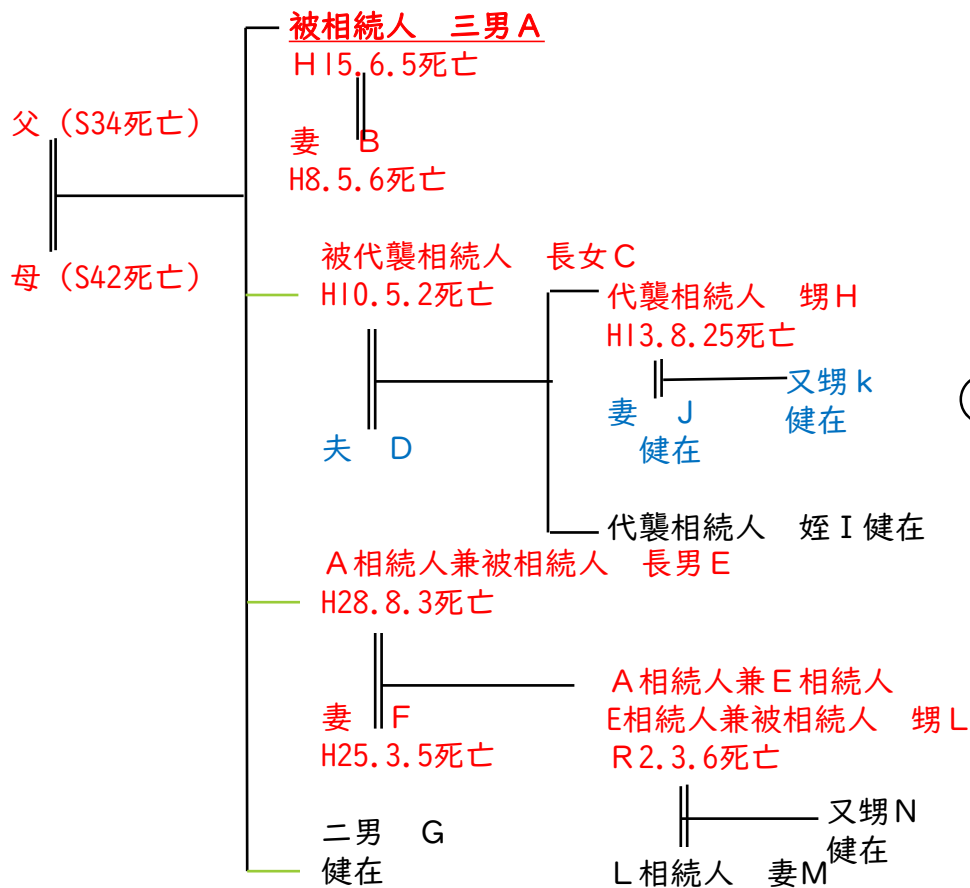 被相続人　三男A
H15.6.5死亡
父（S34死亡）
妻　B
H8.5.6死亡
母（S42死亡）
被代襲相続人　長女C
H10.5.2死亡
代襲相続人　甥H
H13.8.25死亡
又甥k
健在
妻　J
健在
夫　D
代襲相続人　姪I健在
A相続人兼被相続人　長男E
H28.8.3死亡
A相続人兼E相続人
E相続人兼被相続人　甥L
R2.3.6死亡
妻　F
H25.3.5死亡
二男　G
健在
又甥N
健在
L相続人　妻M